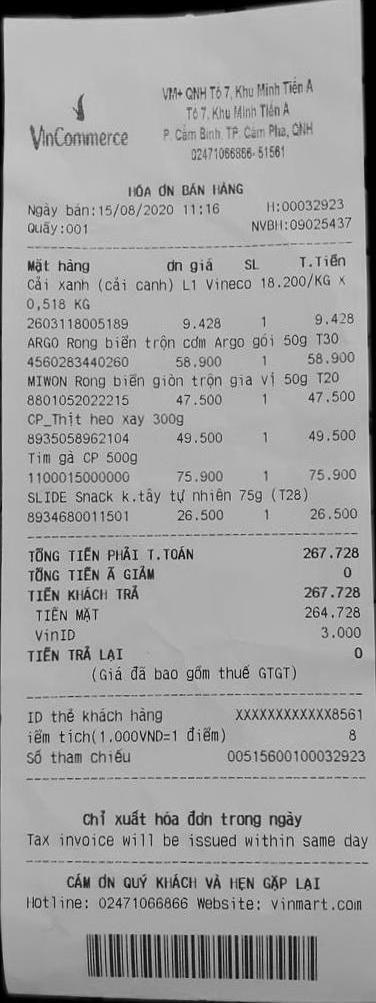 VinCommerce
VM+ QNH Tổ 7, Khu Minh Tiến A
Tổ 7, Khu Minh Tiến A
P. Cẩm Bình, TP. Cẩm Phả, QNH
02471066866-51561
HÓA ƠN BÁN HÀNG
Ngày bán:15/08/2020 11:16 H:00032923
Quầy:001 NVBH:09025437
Mặt hàng ơn giá SL T.Tiền
Cải xanh (cải canh) L1 Vineco 18.200/KG x
0,518 KG
2603118005189 9.428 1 9.428
ARGO Rong biển trộn cơm Argo gói 50g T30
4560283440260 58.900 1 58.900
MIWON Rong biển giòn trộn gia vị 50g T20
8801052022215 47.500 1 47.500
CP_Thịt heo xay 300g
8935058962104 49.500 1 49.500
Tim gà CP 500g
1100015000000 75.900 1 75.900
SLIDE Snack k.tây tự nhiên 75g (T28)
8934680011501 26.500 1 26.500
TỔNG TIỀN PHẢI T.TOÁN 267.728
TỔNG TIỀN Ã GIẢM 0
TIỀN KHÁCH TRẢ 267.728
TIỀN MẶT 264.728
VinID 3.000
TIỀN TRẢ LẠI 0
(Giá đã bao gồm thuế GTGT)
ID thẻ khách hàng XXXXXXXXXXXX8561
iểm tích(1.000VND=1 điểm) 8
Số tham chiếu 00515600100032923
Chỉ xuất hóa đơn trong ngày
Tax invoice will be issued within same day
CẢM ƠN QUÝ KHÁCH VÀ HẸN GẶP LẠI
Hotline: 02471066866 Website: vinmart.com